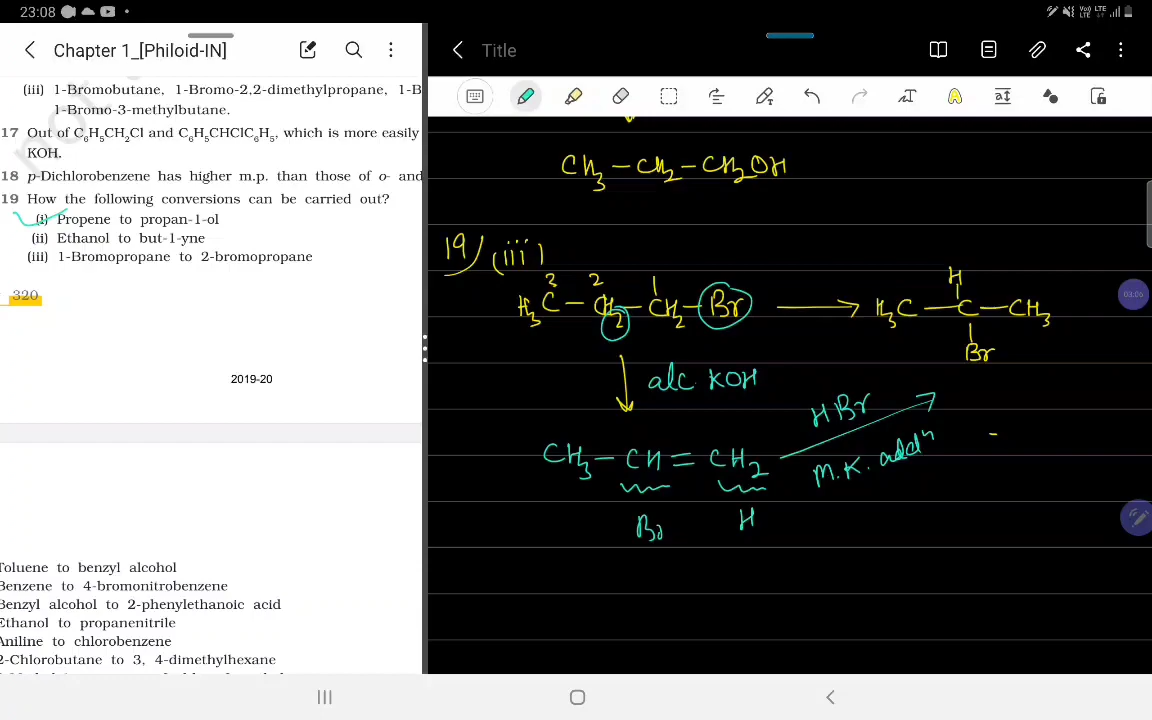 23:08
Chapter 1_[Philoid-IN]
(iii) 1-Bromobutane, 1-Bromo-2,2-dimethylpropane, 1-B
1-Bromo-3-methylbutane.
17 Out of C6H5CH2Cl and C6H5CHClC6H5, which is more easily
KOH.
18 p-Dichlorobenzene has higher m.p. than those of o- and
19 How the following conversions can be carried out?
(i) Propene to propan-1-ol
(ii) Ethanol to but-1-yne
(iii) 1-Bromopropane to 2-bromopropane
320
2019-20
Toluene to benzyl alcohol
Benzene to 4-bromonitrobenzene
Benzyl alcohol to 2-phenylethanoic acid
Ethanol to propanenitrile
Aniline to chlorobenzene
2-Chlorobutane to 3, 4-dimethylhexane
Title
CH3 – CH2 – CH2OH
19) (iii)
3 2 1 H
H3C – CH2 – CH2 – Br → H3C – C – CH3
Br
alc. KOH
HBr
M.K. addn
CH3 – CH = CH2
Br H
03:06